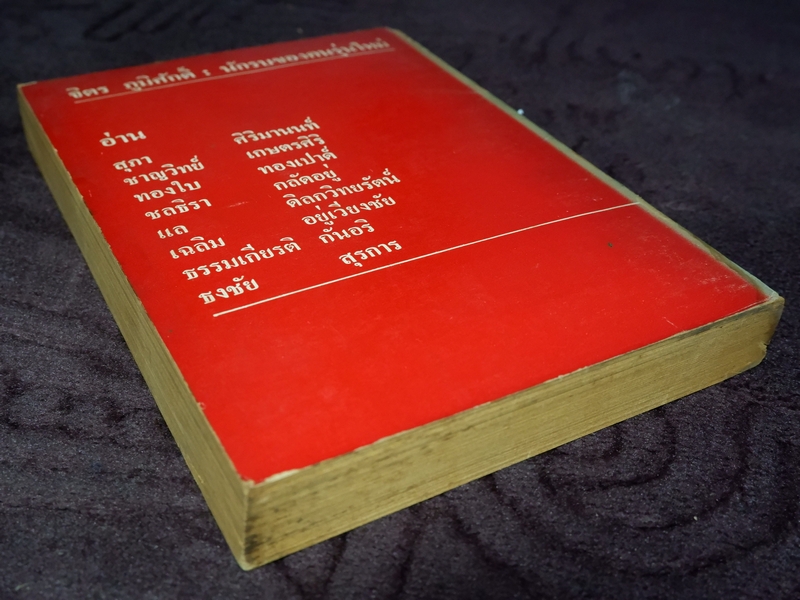 จิตร ภูมิศักดิ์ : นักรบของคนรุ่นใหม่
อ่าน
สุภา ศิริมานนท์
ชาญวิทย์ เกษตรศิริ
ทองใบ ทองเปาด์
ชลธิรา กลัดอยู่
แล ดิลกวิทยรัตน์
เฉลิม อยู่เวียงชัย
ธรรมเกียรติ กันอริ
ธงชัย สุรการ